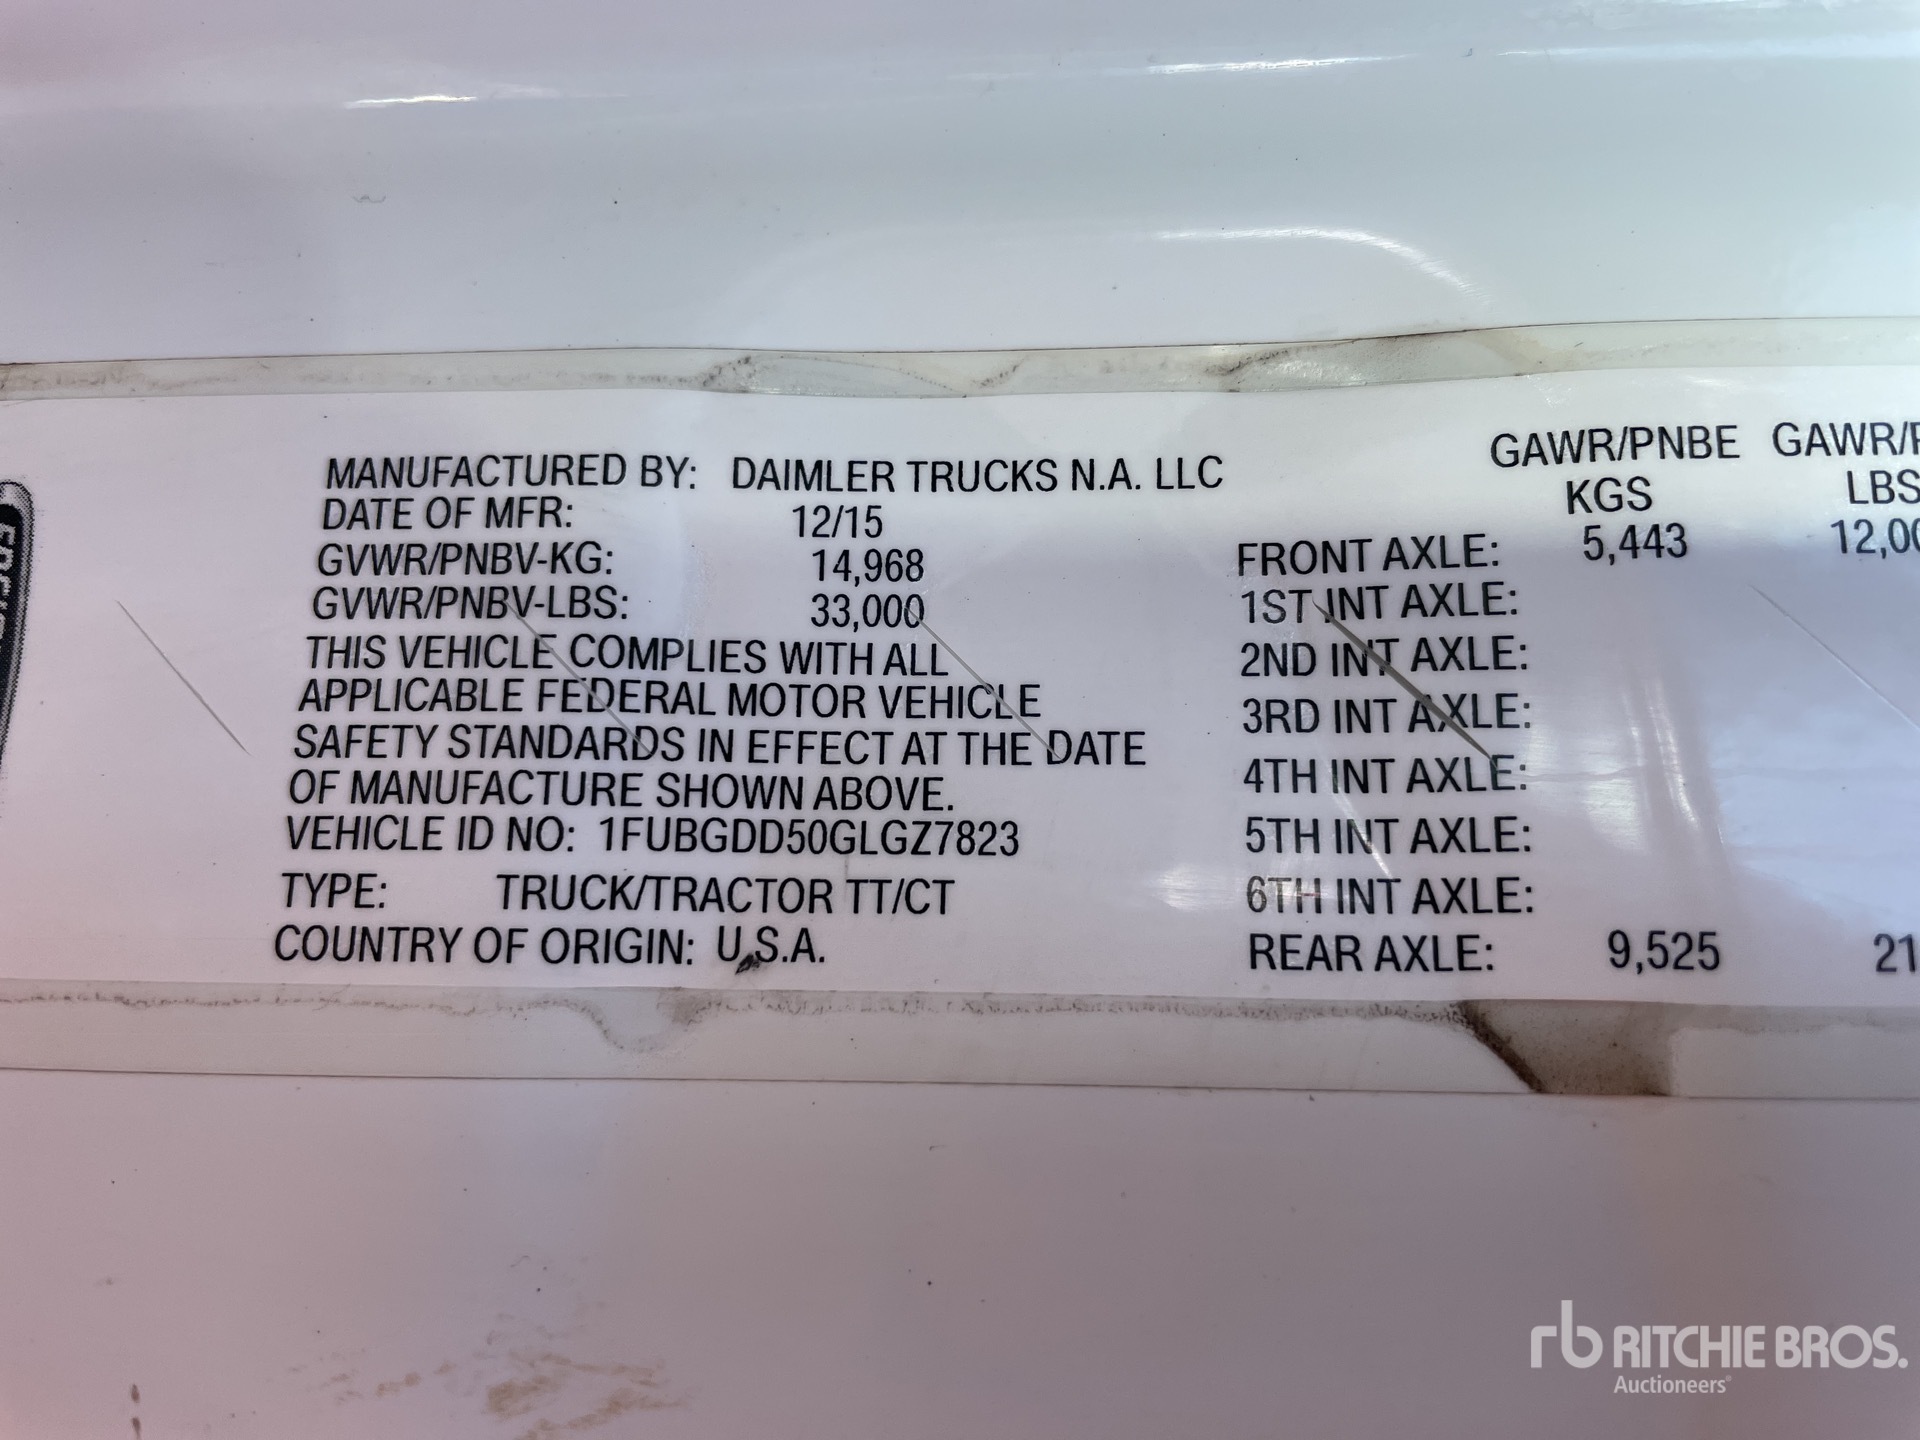 MANUFACTURED BY: DAIMLER TRUCKS N.A. LLC
DATE OF MFR: 12/15
GVWR/PNBV-KG: 14,968
GVWR/PNBV-LBS: 33,000
THIS VEHICLE COMPLIES WITH ALL
APPLICABLE FEDERAL MOTOR VEHICLE
SAFETY STANDARDS IN EFFECT AT THE DATE
OF MANUFACTURE SHOWN ABOVE.
VEHICLE ID NO: 1FUBGDD50GLGZ7823
TYPE: TRUCK/TRACTOR TT/CT
COUNTRY OF ORIGIN: U.S.A.
GAWR/PNBE GAWR/P
KGS LBS
FRONT AXLE: 5,443 12,00
1ST INT AXLE:
2ND INT AXLE:
3RD INT AXLE:
4TH INT AXLE:
5TH INT AXLE:
6TH INT AXLE:
REAR AXLE: 9,525 21
rb RITCHIE BROS.
Auctioneers